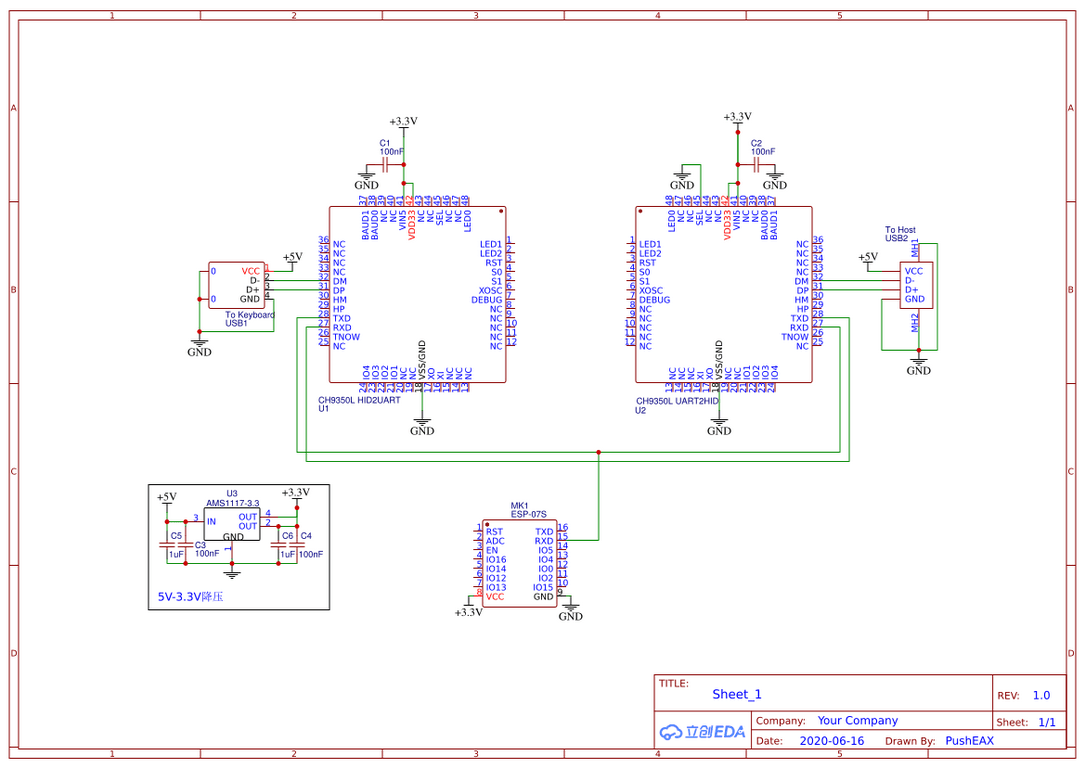 1 2 3 4 5
A
B
C
D
A
B
C
D
+3.3V
C1
100nF
GND
37 38 39 40 41 42 43 44 45 46 47 48
BAUD1 BAUD0 NC NC VIN5 VDD33 NC NC SEL NC NC LED0
36 NC
35 NC
34 NC
33 NC
32 DM
31 DP
30 HM
29 HP
28 TXD
27 RXD
26 TNOW
25 NC
LED1 1
LED2 2
RST 3
S0 4
S1 5
XOSC 6
DEBUG 7
NC 8
NC 9
NC 10
NC 11
NC 12
IO4 IO3 IO2 IO1 NC NC VSS/GND XO XI NC NC NC
24 23 22 21 20 19 18 17 16 15 14 13
CH9350L HID2UART
U1
GND
+5V
0 VCC 1
D- 2
D+ 3
0 GND 4
To Keyboard
USB1
GND
+3.3V
C2
100nF
GND
GND
48 47 46 45 44 43 42 41 40 39 38 37
LED0 NC NC SEL NC NC VDD33 VIN5 NC NC BAUD0 BAUD1
1 LED1
2 LED2
3 RST
4 S0
5 S1
6 XOSC
7 DEBUG
8 NC
9 NC
10 NC
11 NC
12 NC
NC 36
NC 35
NC 34
NC 33
DM 32
DP 31
HM 30
HP 29
TXD 28
RXD 27
TNOW 26
NC 25
NC NC NC XI XO VSS/GND NC NC IO1 IO2 IO3 IO4
13 14 15 16 17 18 19 20 21 22 23 24
CH9350L UART2HID
U2
GND
To Host
USB2
+5V
MH1
VCC
D-
D+
GND
MH2
GND
+5V
U3
AMS1117-3.3
+3.3V
3 IN
OUT 4
OUT 2
GND
1
C5
1uF
C3
100nF
C6
1uF
C4
100nF
5V-3.3V降压
MK1
ESP-07S
1 RST
2 ADC
3 EN
4 IO16
5 IO14
6 IO12
7 IO13
8 VCC
TXD 16
RXD 15
IO5 14
IO4 13
IO0 12
IO2 11
IO15 10
GND 9
+3.3V
GND
TITLE:
Sheet_1
REV: 1.0
立创EDA
Company: Your Company
Sheet: 1/1
Date: 2020-06-16
Drawn By: PushEAX
1 2 3 4 5